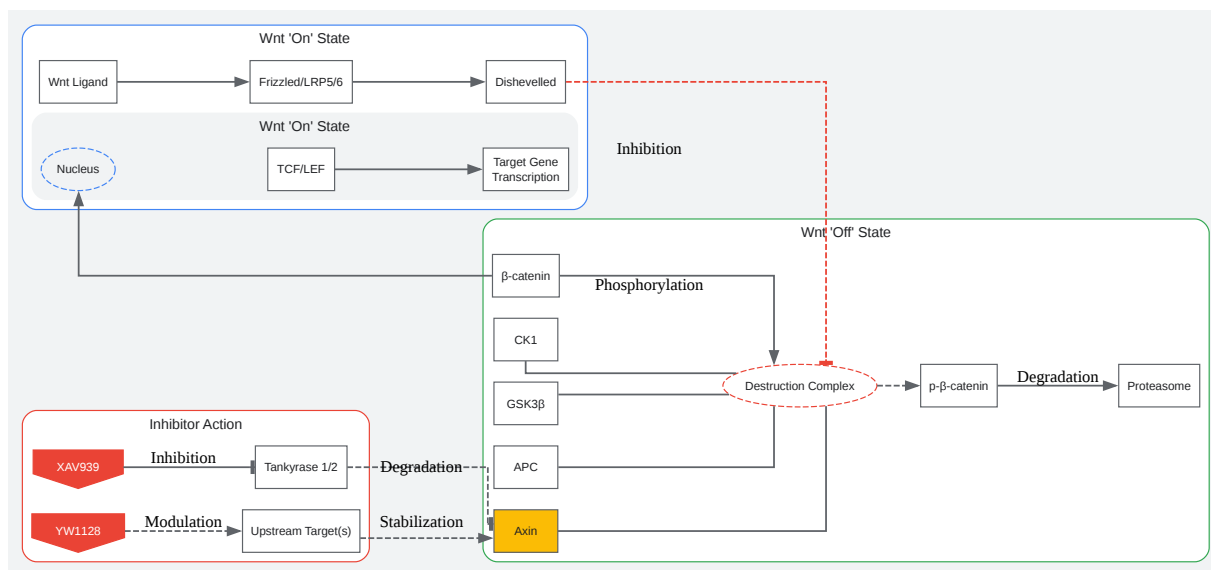 Wnt 'On' State
Wnt Ligand
Frizzled/LRP5/6
Dishevelled
Wnt 'On' State
Nucleus
TCF/LEF
Target Gene
Transcription
Inhibition
Wnt 'Off' State
β-catenin
Phosphorylation
CK1
GSK3β
Destruction Complex
p-β-catenin
Degradation
Proteasome
APC
Axin
Inhibitor Action
XAV939
Inhibition
Tankyrase 1/2
Degradation
YW1128
Modulation
Upstream Target(s)
Stabilization